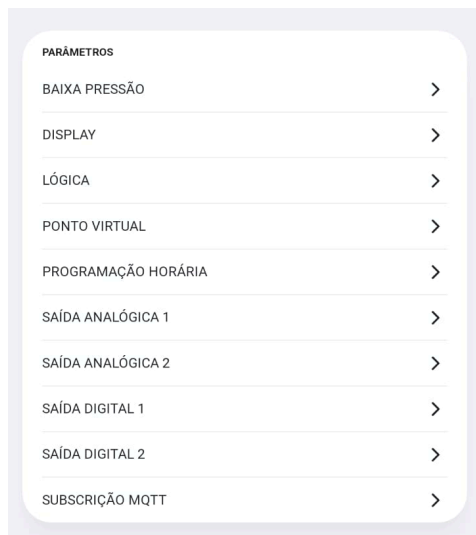 PARÂMETROS
BAIXA PRESSÃO
DISPLAY
LÓGICA
PONTO VIRTUAL
PROGRAMAÇÃO HORÁRIA
SAÍDA ANALÓGICA 1
SAÍDA ANALÓGICA 2
SAÍDA DIGITAL 1
SAÍDA DIGITAL 2
SUBSCRIÇÃO MQTT